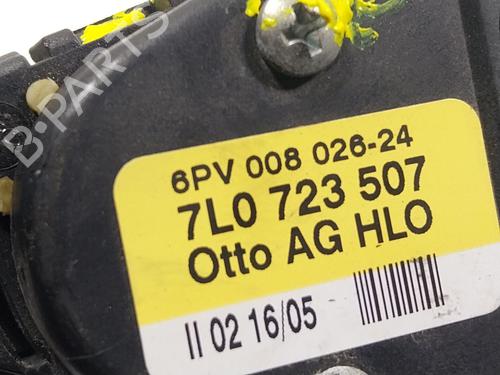 B-PARTS
6PV 008 026-24
7L0 723 507
Otto AG HLO
II 02 16/05